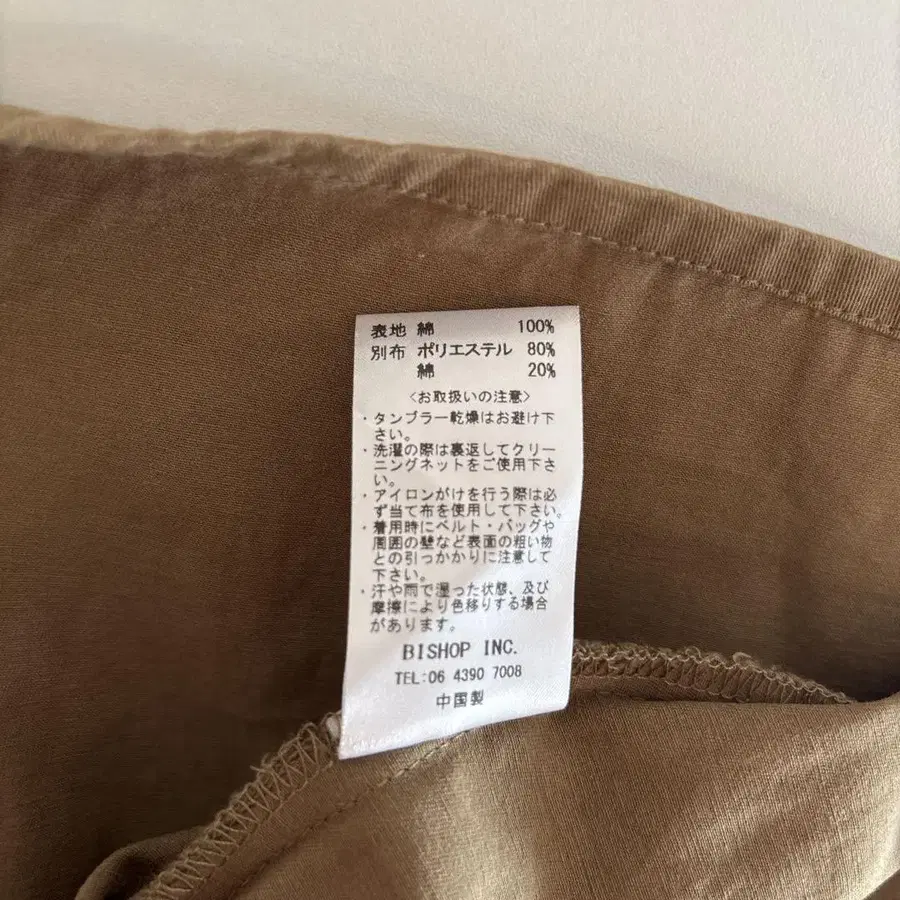 表地 綿 100%
別布 ポリエステル 80%
綿 20%
〈お取扱いの注意〉
・タンブラー乾燥はお避け下
さい。
・洗濯の際は裏返してクリー
ニングネットをご使用下さ
い。
・アイロンがけを行う際は必
ず当て布を使用して下さい。
・着用時にベルト・バッグや
周囲の壁など表面の粗い物
との引っかかりに注意して
下さい。
・汗や雨で湿った状態、及び
摩擦により色移りする場合
があります。
BISHOP INC.
TEL:06 4390 7008
中国製